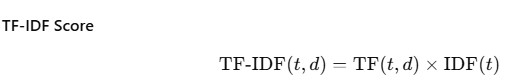 TF-IDF Score
TF-IDF(t, d) = TF(t, d) × IDF(t)